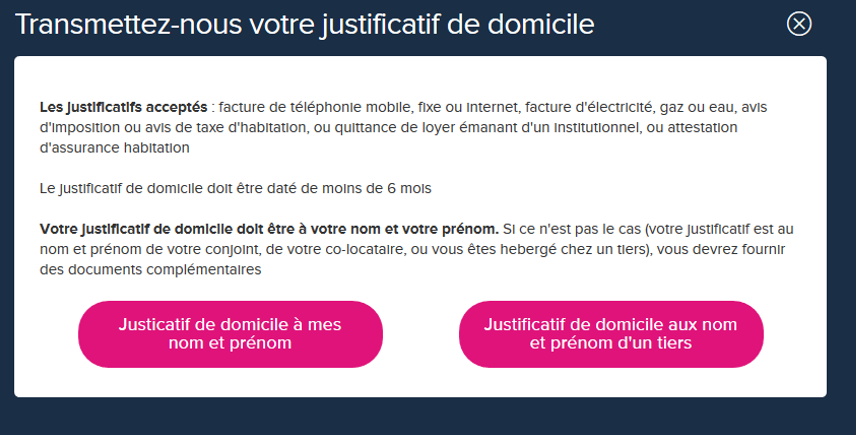 Transmettez-nous votre justificatif de domicile
Les justificatifs acceptés : facture de téléphonie mobile, fixe ou internet, facture d'électricité, gaz ou eau, avis
d'imposition ou avis de taxe d'habitation, ou quittance de loyer émanant d'un institutionnel, ou attestation
d'assurance habitation
Le justificatif de domicile doit être daté de moins de 6 mois
Votre justificatif de domicile doit être à votre nom et votre prénom. Si ce n'est pas le cas (votre justificatif est au
nom et prénom de votre conjoint, de votre co-locataire, ou vous êtes hebergé chez un tiers), vous devrez fournir
des documents complémentaires
Justicatif de domicile à mes
nom et prénom
Justificatif de domicile aux nom
et prénom d'un tiers